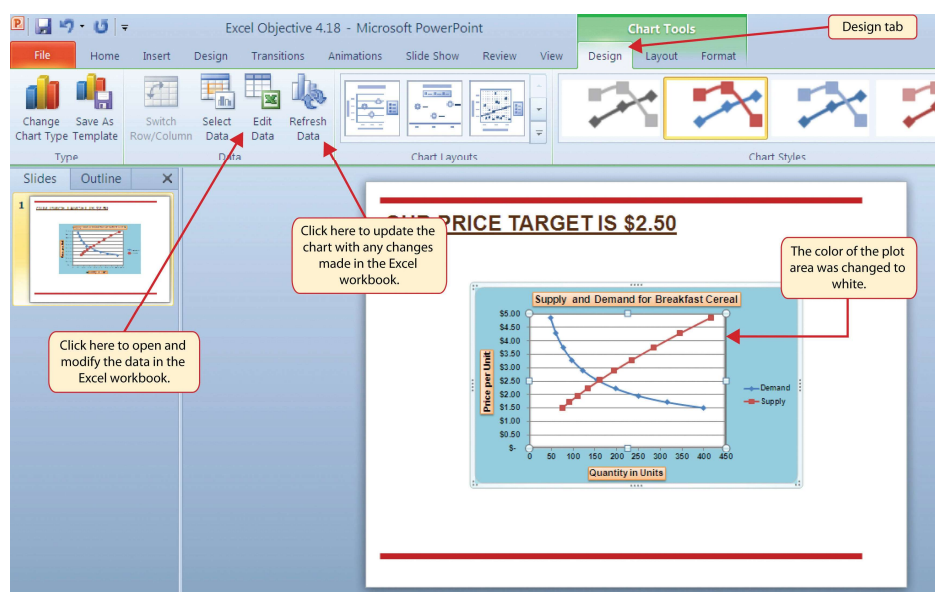 Excel Objective 4.18 - Microsoft PowerPoint
Chart Tools
Design tab
File Home Insert Design Transitions Animations Slide Show Review View Design Layout Format
Change Chart Type
Save As Template
Switch Row/Column
Select Data
Edit Data
Refresh Data
Type
Data
Chart Layouts
Chart Styles
Slides Outline
1
Click here to update the
chart with any changes
made in the Excel
workbook.
OUR PRICE TARGET IS $2.50
The color of the plot
area was changed to
white.
Click here to open and
modify the data in the
Excel workbook.
Supply and Demand for Breakfast Cereal
Price per Unit
$5.00
$4.50
$4.00
$3.50
$3.00
$2.50
$2.00
$1.50
$1.00
$0.50
$-
0 50 100 150 200 250 300 350 400 450
Quantity in Units
Demand
Supply